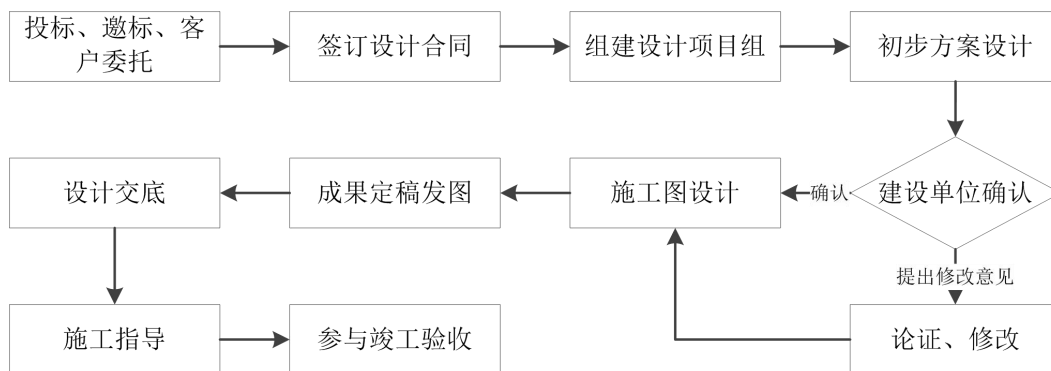 投标、邀标、客
户委托
签订设计合同
组建设计项目组
初步方案设计
设计交底
成果定稿发图
施工图设计
确认
建设单位确认
提出修改意见
施工指导
参与竣工验收
论证、修改